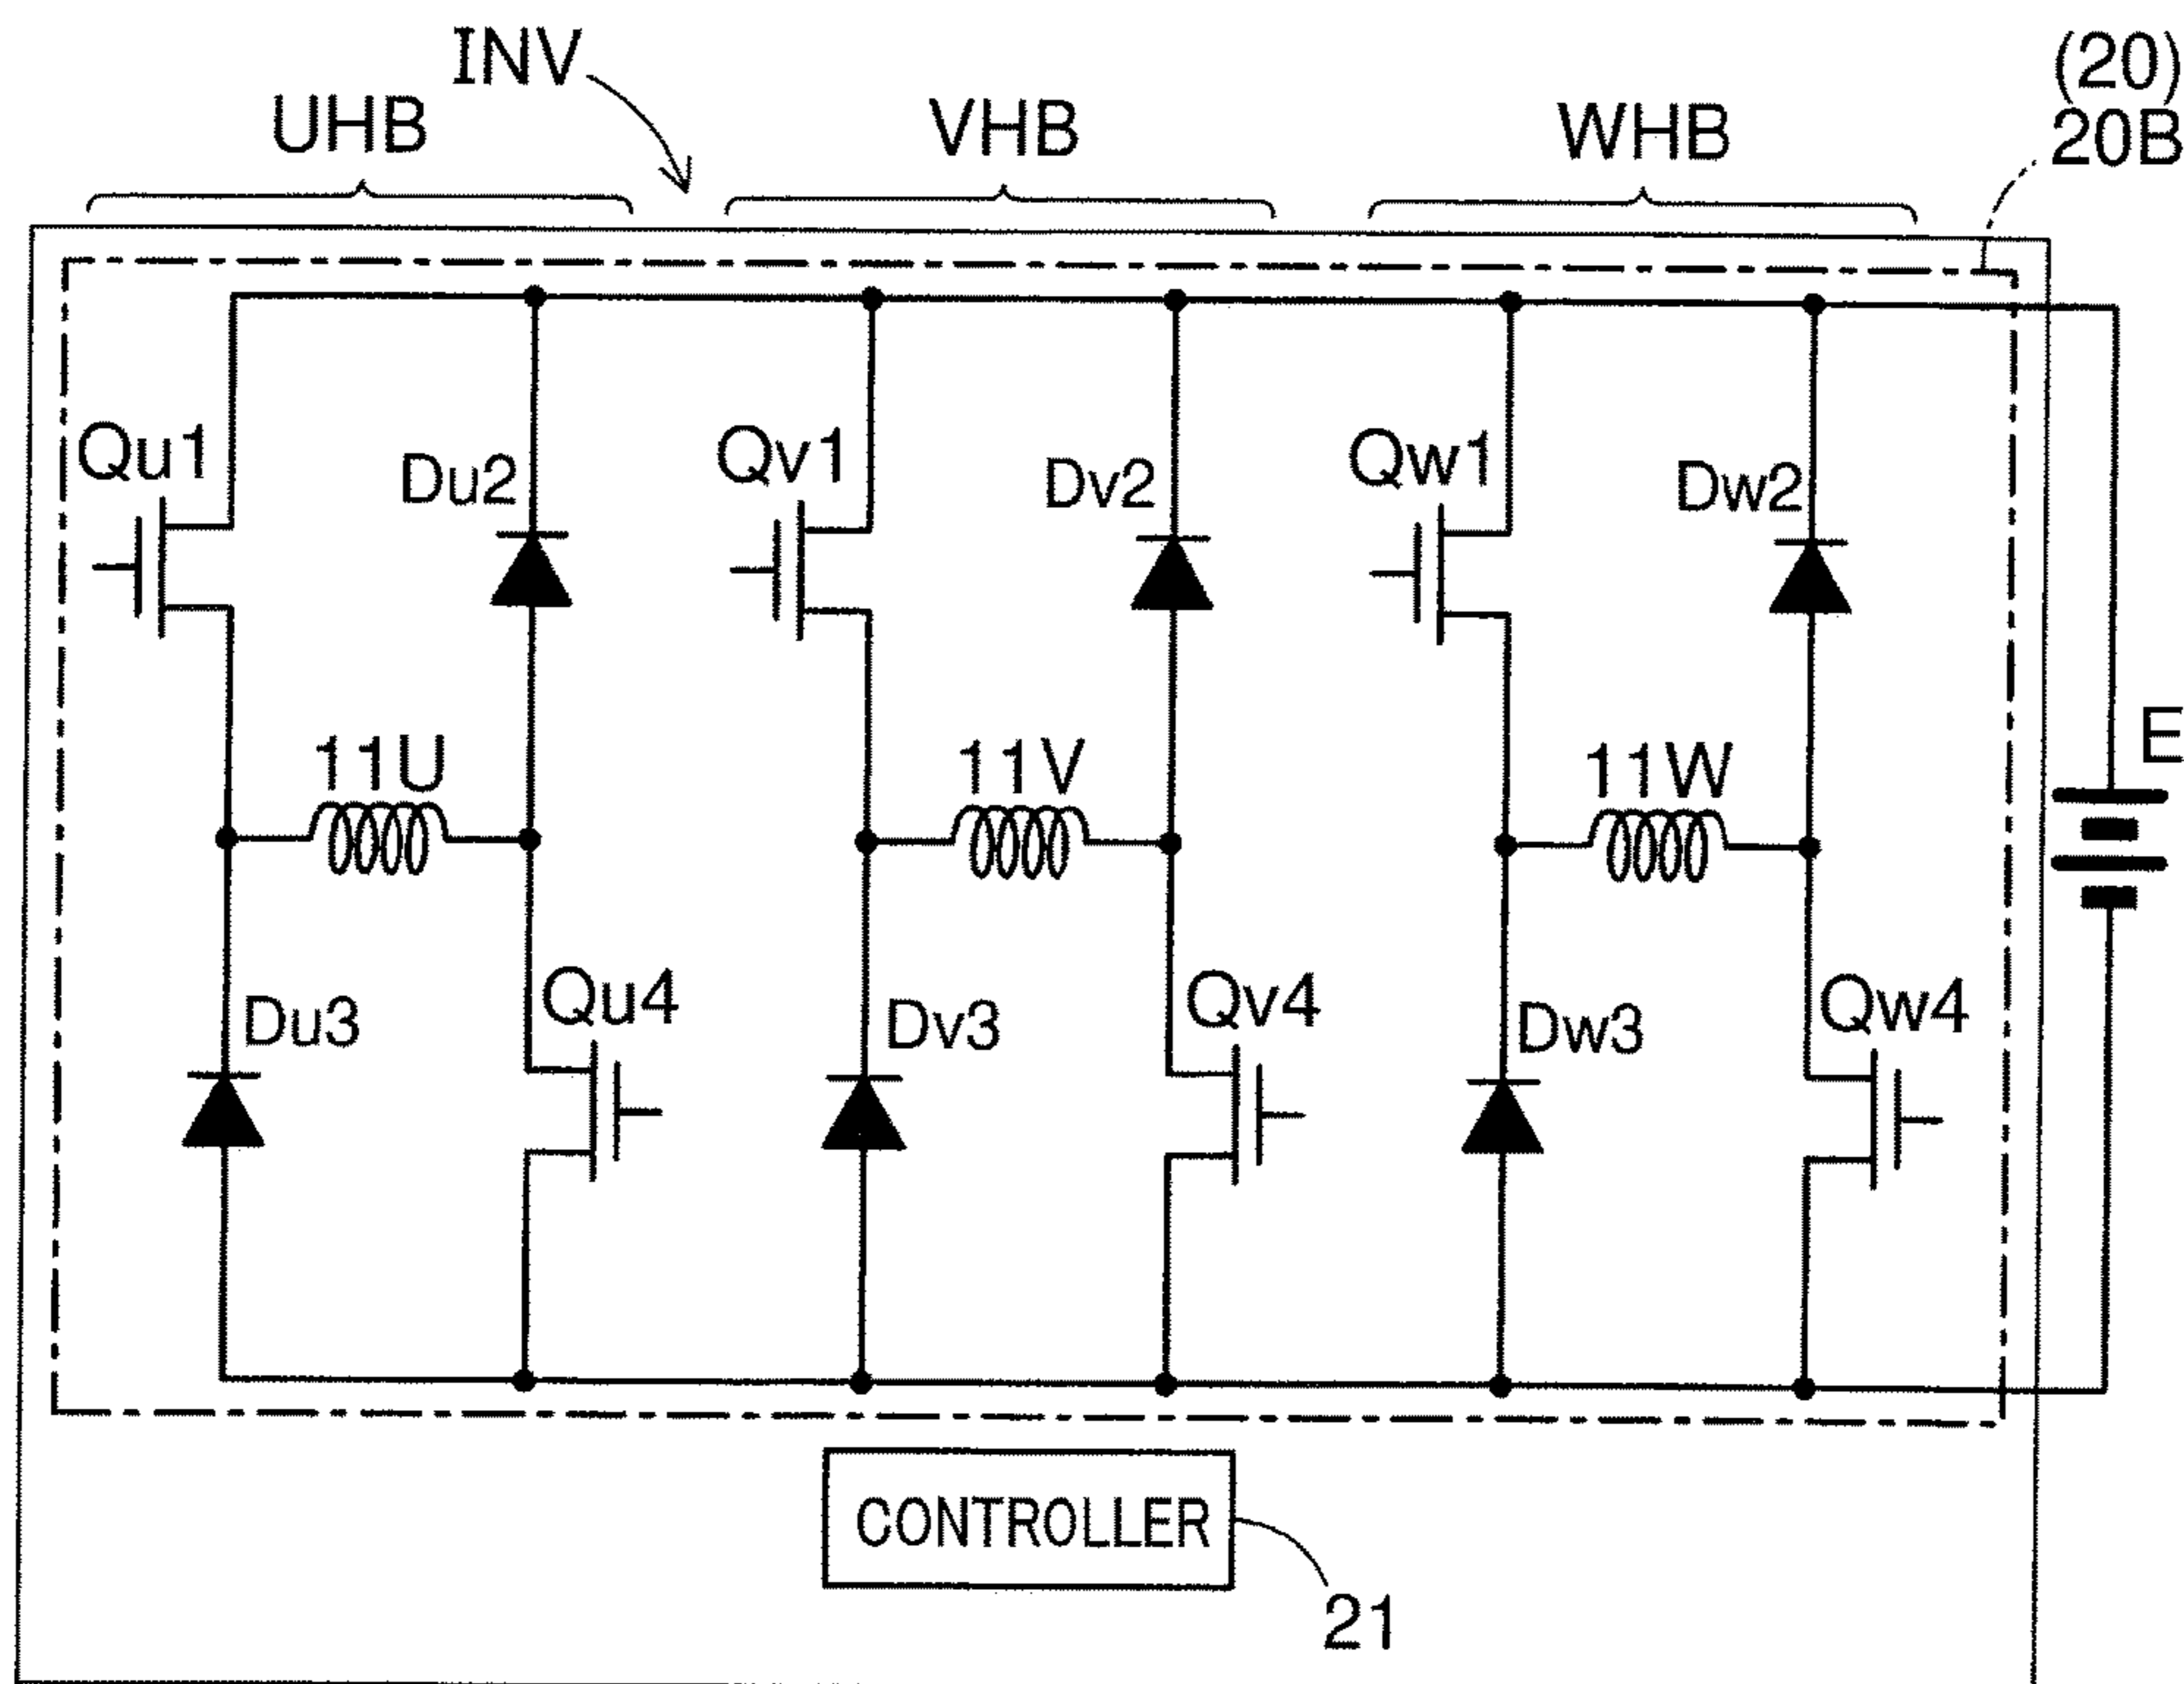 INV
(20)
20B
UHB
VHB
WHB
Qu1
Du2
Qv1
Dv2
Qw1
Dw2
11U
11V
11W
E
Du3
Qu4
Dv3
Qv4
Dw3
Qw4
CONTROLLER
21